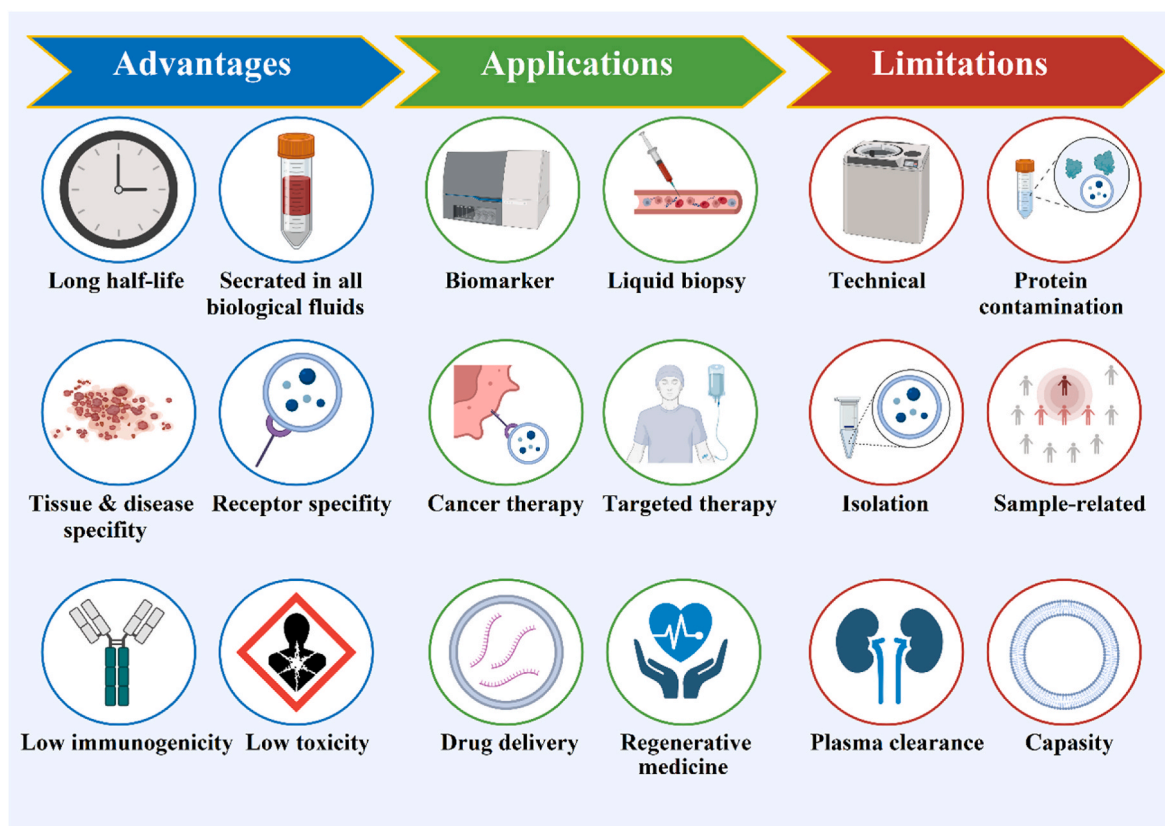 Advantages
Applications
Limitations
Long half-life
Secrated in all
biological fluids
Biomarker
Liquid biopsy
Technical
Protein
contamination
Tissue & disease
specifity
Receptor specifity
Cancer therapy
Targeted therapy
Isolation
Sample-related
Low immunogenicity
Low toxicity
Drug delivery
Regenerative
medicine
Plasma clearance
Capasity